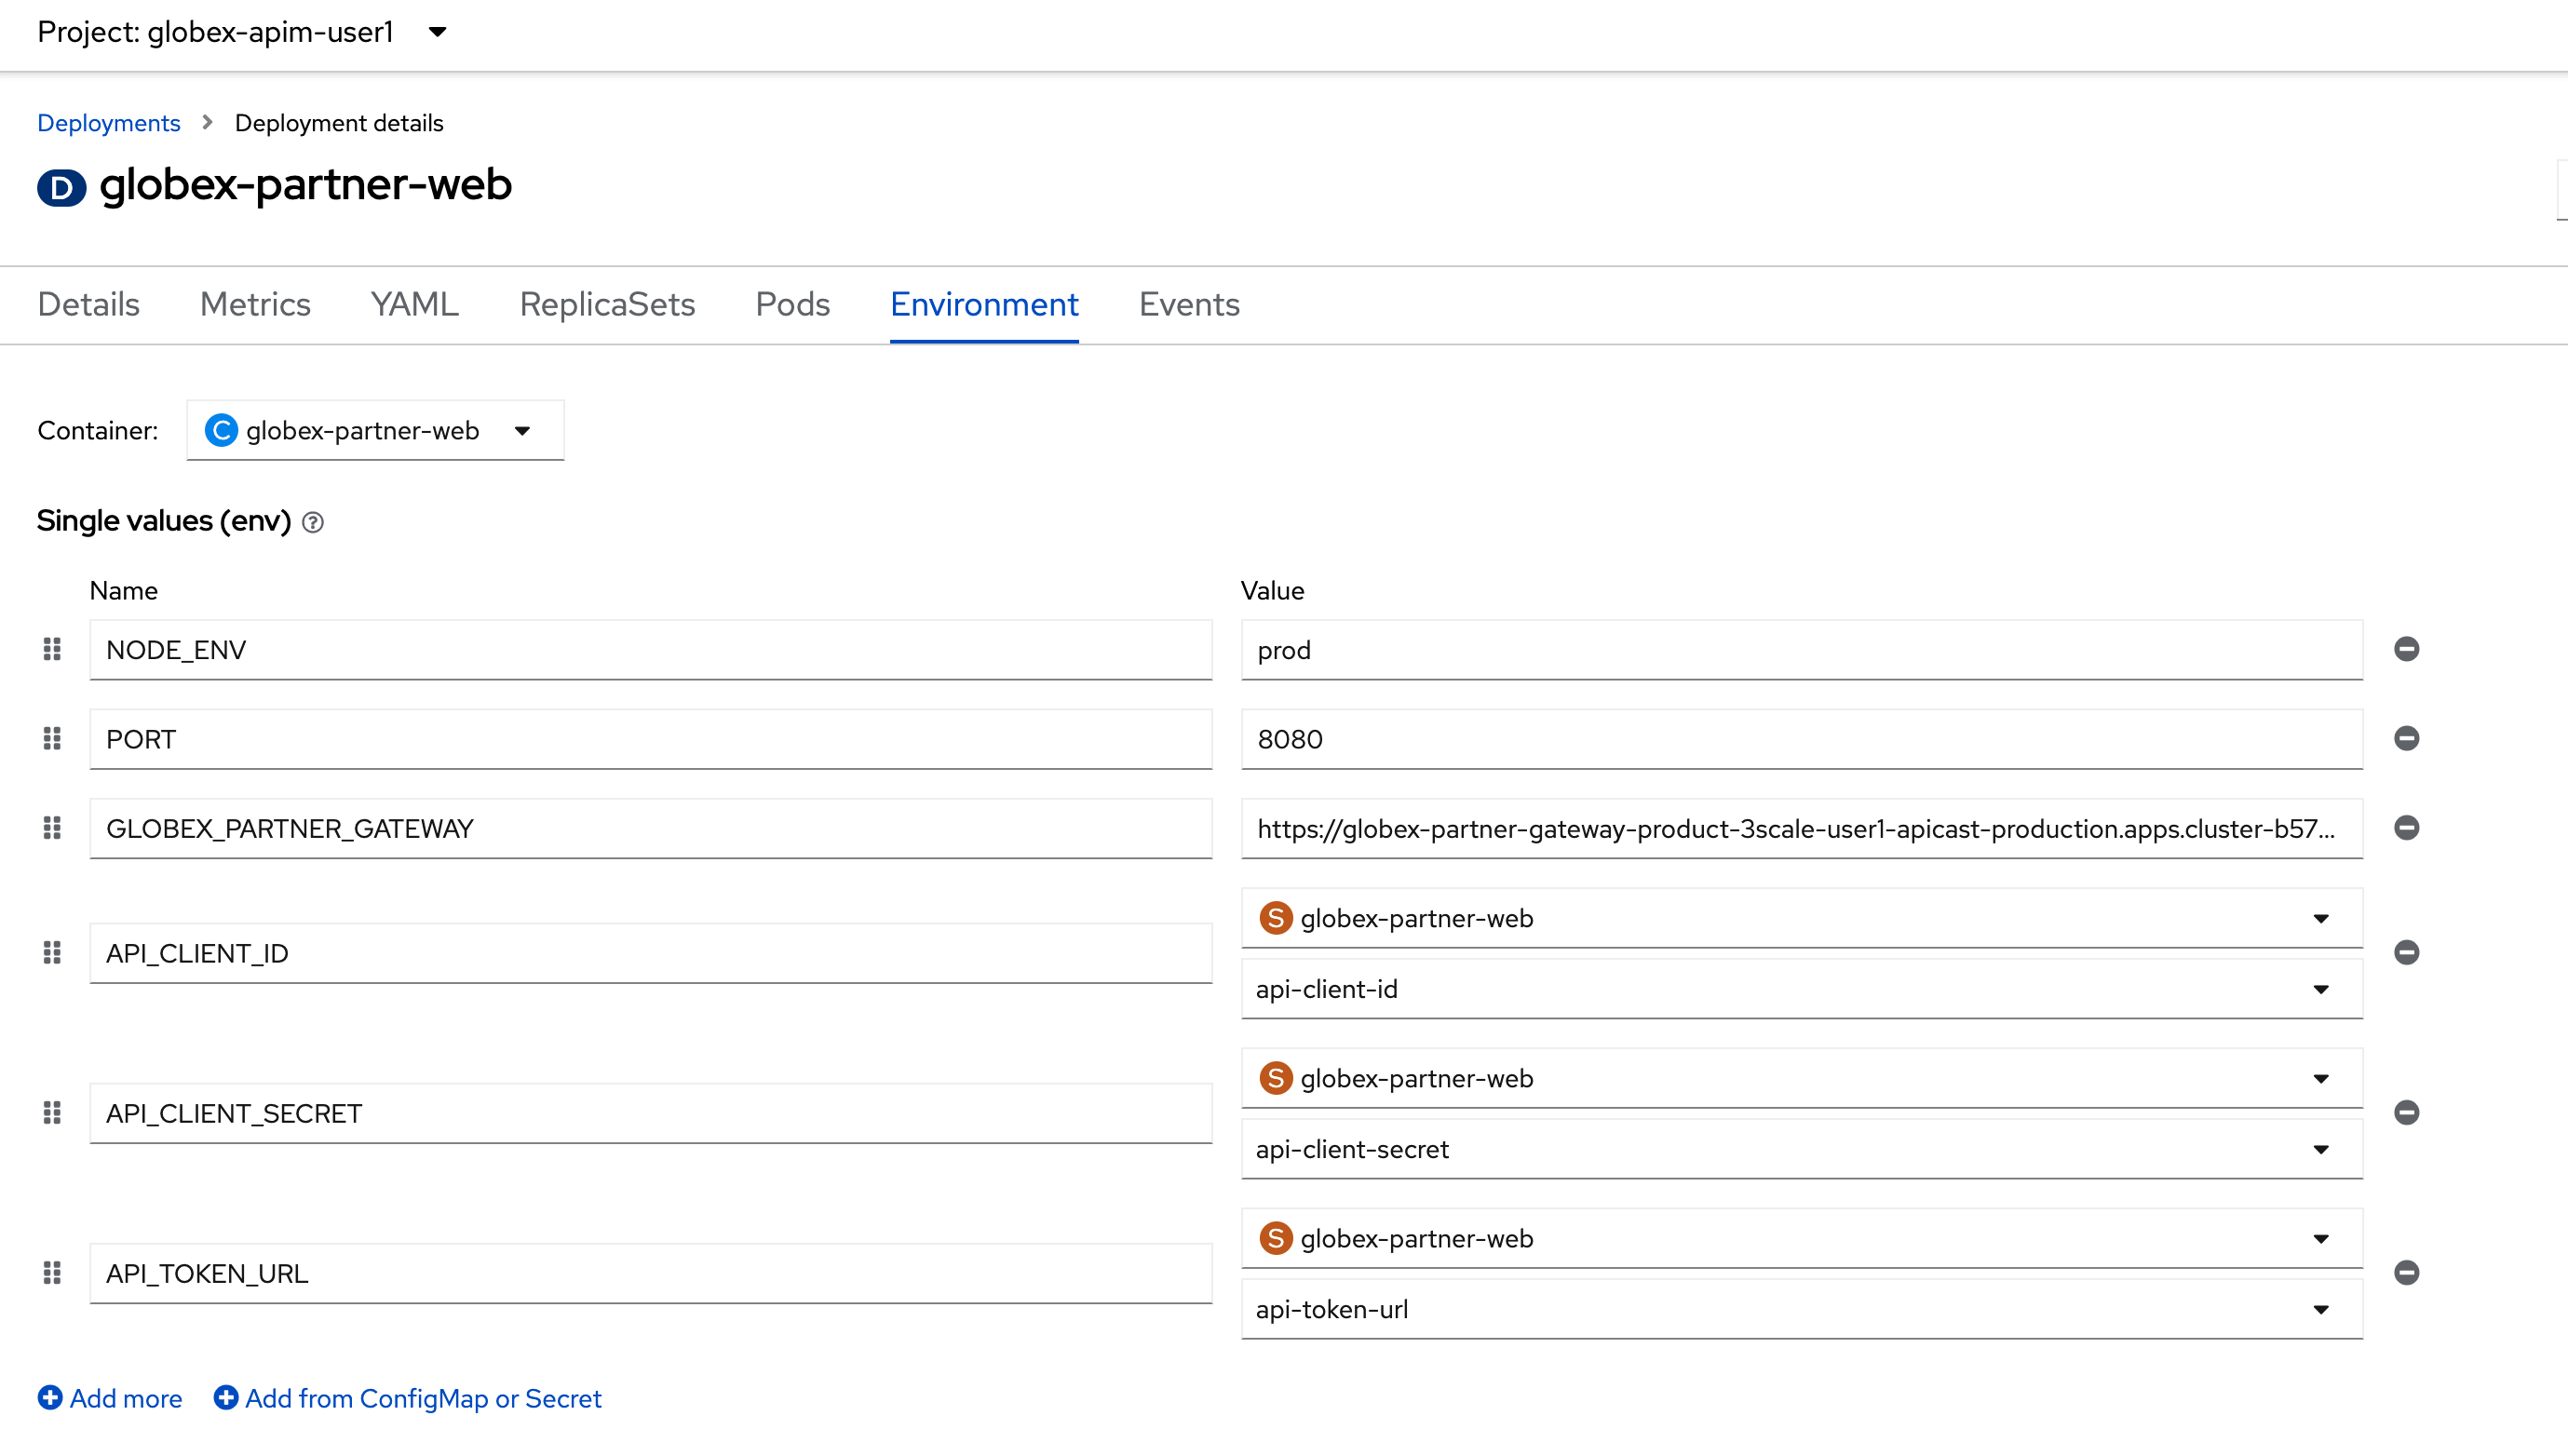 Project: globex-apim-user1
Deployments > Deployment details
D globex-partner-web
Details Metrics YAML ReplicaSets Pods Environment Events
Container: C globex-partner-web
Single values (env) ?
Name Value
NODE_ENV prod
PORT 8080
GLOBEX_PARTNER_GATEWAY https://globex-partner-gateway-product-3scale-user1-apicast-production.apps.cluster-b57...
S globex-partner-web
API_CLIENT_ID
api-client-id
S globex-partner-web
API_CLIENT_SECRET
api-client-secret
S globex-partner-web
API_TOKEN_URL
api-token-url
Add more Add from ConfigMap or Secret